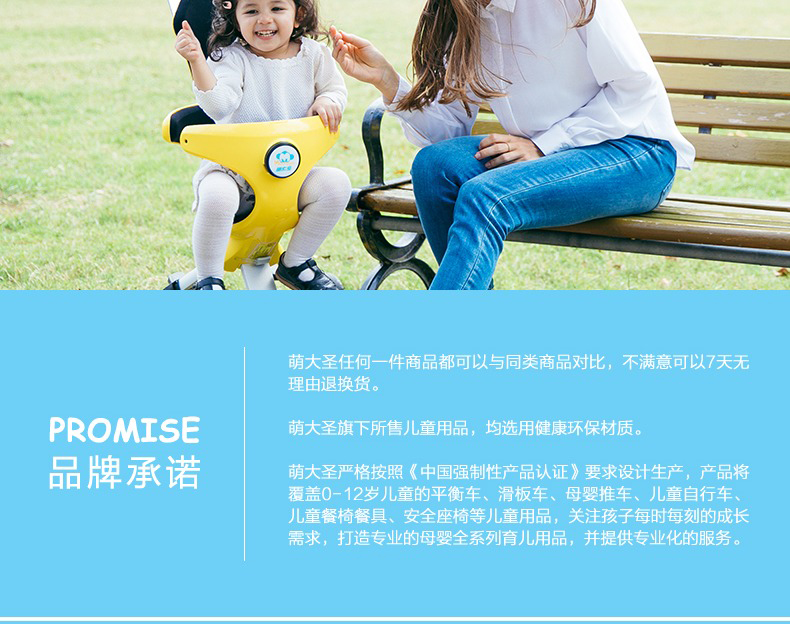 PROMISE
品牌承诺
萌大圣任何一件商品都可以与同类商品对比，不满意可以7天无
理由退换货。
萌大圣旗下所售儿童用品，均选用健康环保材质。
萌大圣严格按照《中国强制性产品认证》要求设计生产，产品将
覆盖0-12岁儿童的平衡车、滑板车、母婴推车、儿童自行车、
儿童餐椅餐具、安全座椅等儿童用品，关注孩子每时每刻的成长
需求，打造专业的母婴全系列育儿用品，并提供专业化的服务。